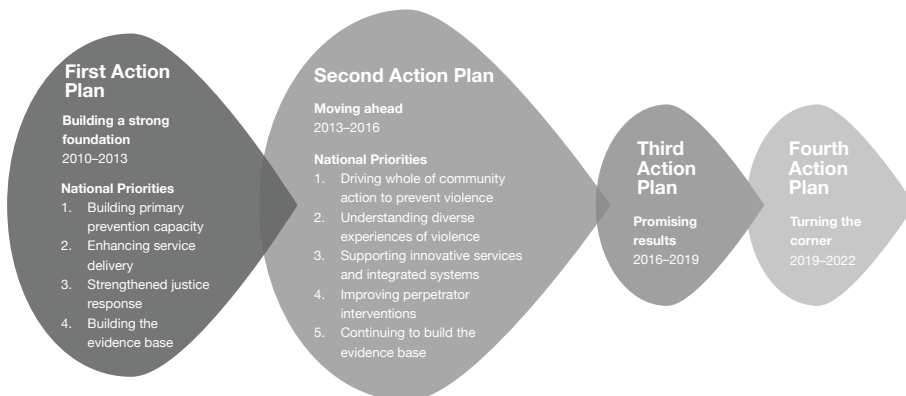 First Action
Plan
Building a strong
foundation
2010–2013
National Priorities
1. Building primary
prevention capacity
2. Enhancing service
delivery
3. Strengthened justice
response
4. Building the
evidence base
Second Action Plan
Moving ahead
2013–2016
National Priorities
1. Driving whole of community
action to prevent violence
2. Understanding diverse
experiences of violence
3. Supporting innovative services
and integrated systems
4. Improving perpetrator
interventions
5. Continuing to build the
evidence base
Third
Action
Plan
Promising
results
2016–2019
Fourth
Action
Plan
Turning the
corner
2019–2022